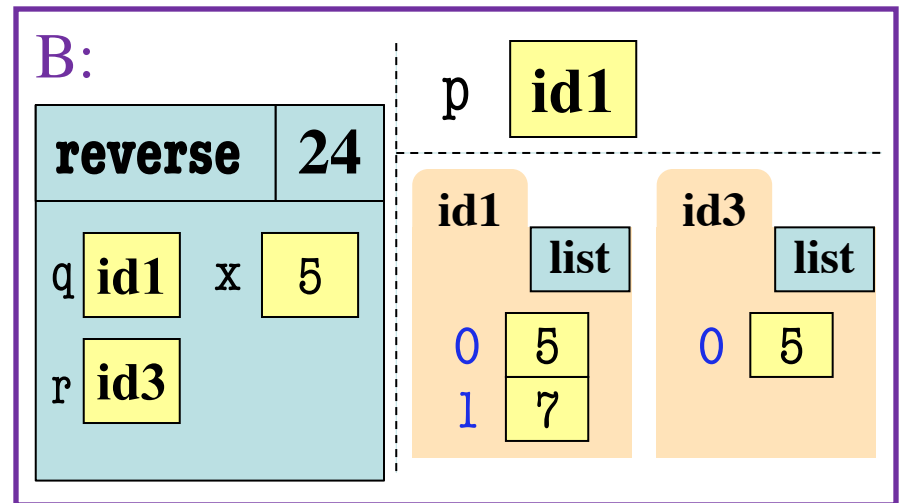 B:
reverse 24
q id1 x 5
r id3
p id1
id1
list
0 5
1 7
id3
list
0 5